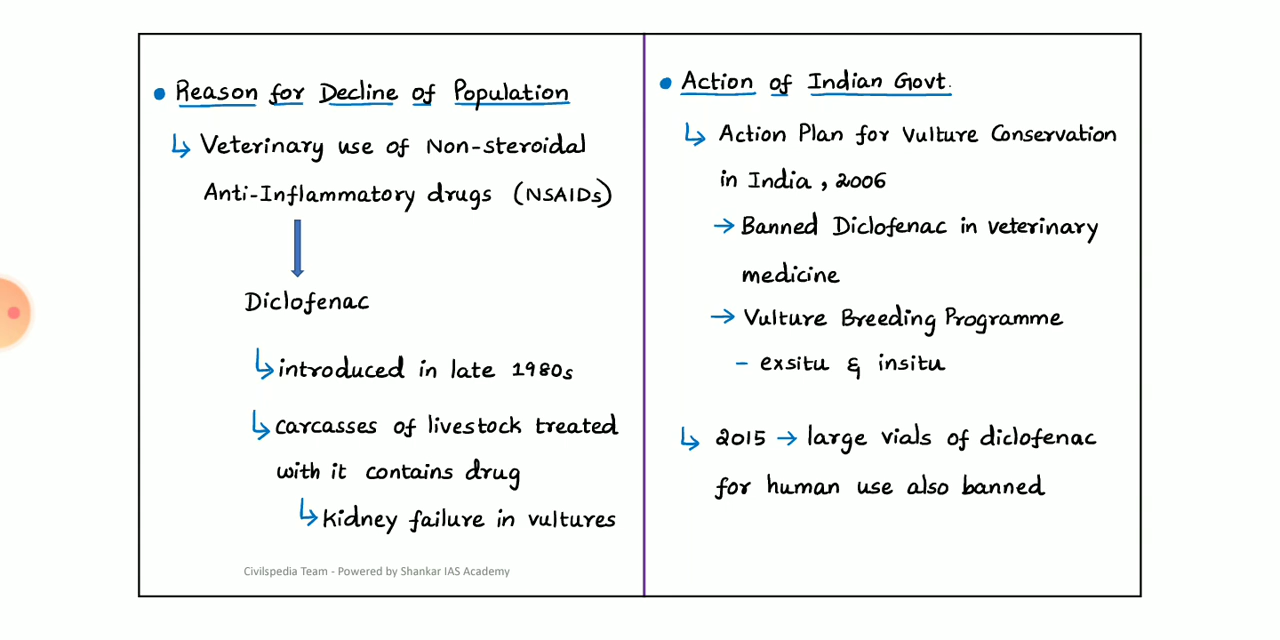 Reason for Decline of Population
Veterinary use of Non-steroidal
Anti-Inflammatory drugs (NSAIDs)
Diclofenac
introduced in late 1980s
carcasses of livestock treated
with it contains drug
kidney failure in vultures
Civilspedia Team - Powered by Shankar IAS Academy
Action of Indian Govt.
Action Plan for Vulture Conservation
in India, 2006
→ Banned Diclofenac in veterinary
medicine
→ Vulture Breeding Programme
- exsitu & insitu
2015 → large vials of diclofenac
for human use also banned